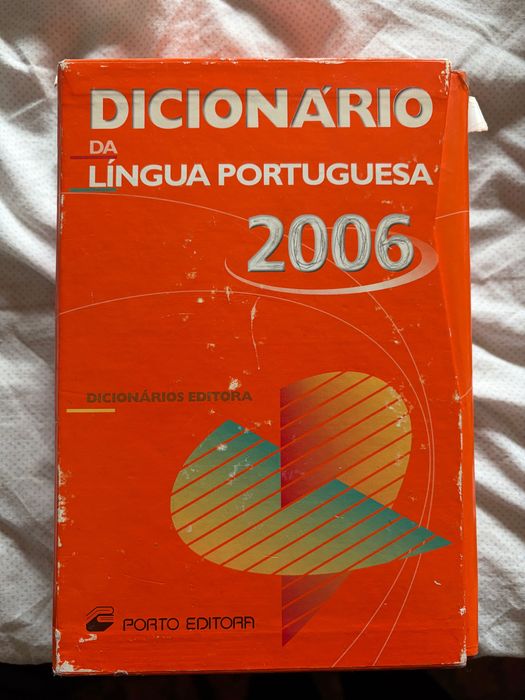 DICIONÁRIO
DA
LÍNGUA PORTUGUESA
2006
DICIONÁRIOS EDITORA
PORTO EDITORA